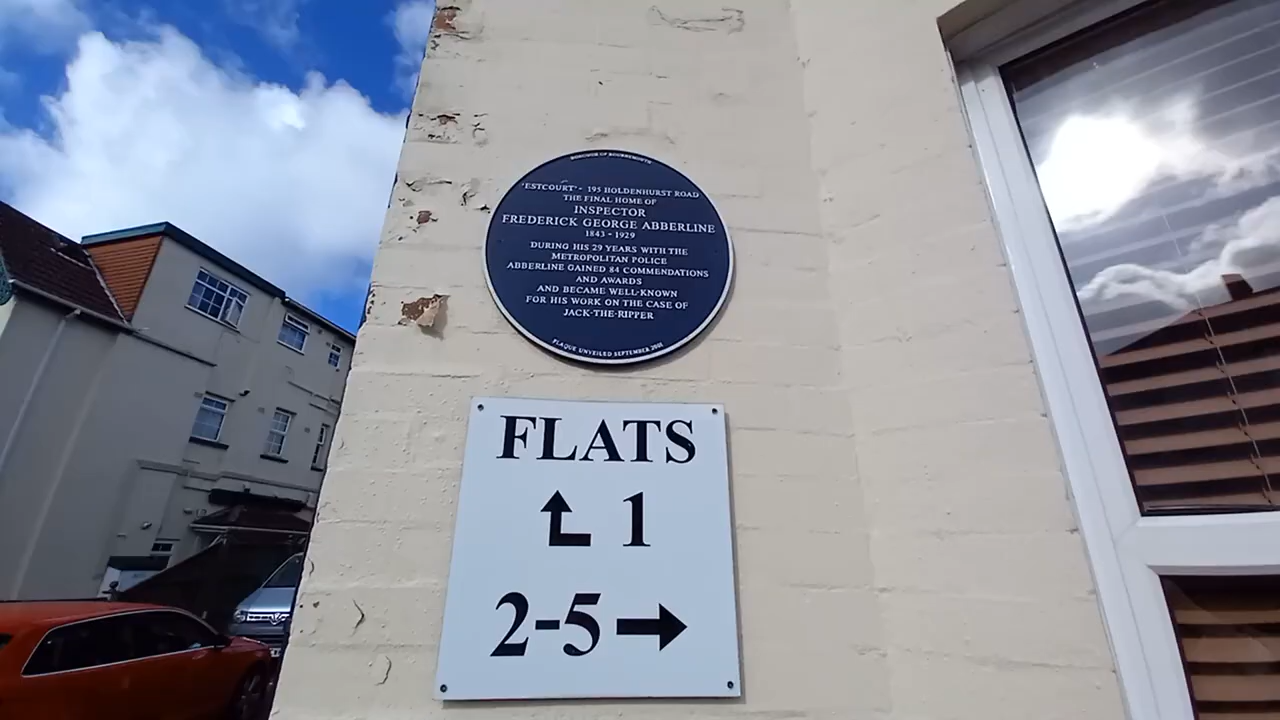 BOROUGH OF BOURNEMOUTH
'ESTCOURT' - 195 HOLDENHURST ROAD
THE FINAL HOME OF
INSPECTOR
FREDERICK GEORGE ABBERLINE
1843 - 1929
DURING HIS 29 YEARS WITH THE
METROPOLITAN POLICE
ABBERLINE GAINED 84 COMMENDATIONS
AND AWARDS
AND BECAME WELL-KNOWN
FOR HIS WORK ON THE CASE OF
JACK-THE-RIPPER
PLAQUE UNVEILED SEPTEMBER 2001
FLATS
1
2-5